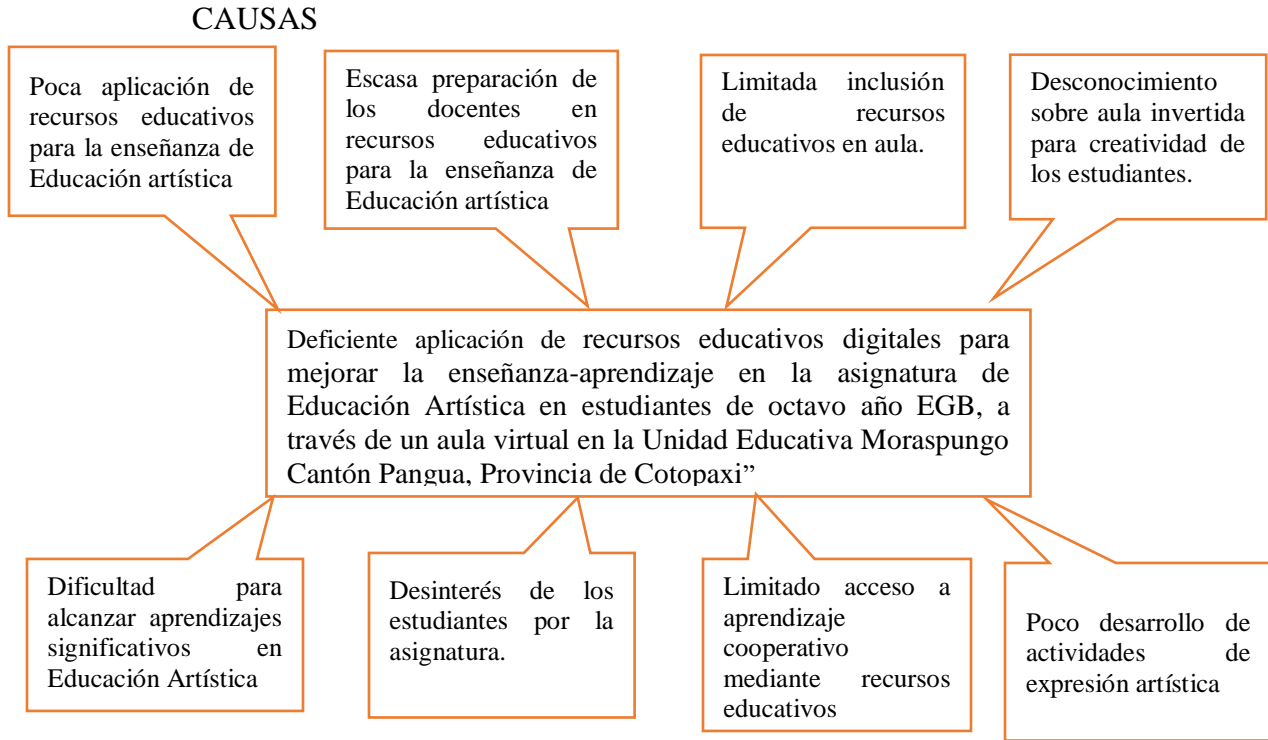 CAUSAS
Poca aplicación de
recursos educativos
para la enseñanza de
Educación artística
Escasa preparación de
los docentes en
recursos educativos
para la enseñanza de
Educación artística
Limitada inclusión
de recursos
educativos en aula.
Desconocimiento
sobre aula invertida
para creatividad de
los estudiantes.
Deficiente aplicación de recursos educativos digitales para
mejorar la enseñanza-aprendizaje en la asignatura de
Educación Artística en estudiantes de octavo año EGB, a
través de un aula virtual en la Unidad Educativa Moraspungo
Cantón Pangua, Provincia de Cotopaxi”
Dificultad para
alcanzar aprendizajes
significativos en
Educación Artística
Desinterés de los
estudiantes por la
asignatura.
Limitado acceso a
aprendizaje
cooperativo
mediante recursos
educativos
Poco desarrollo de
actividades de
expresión artística